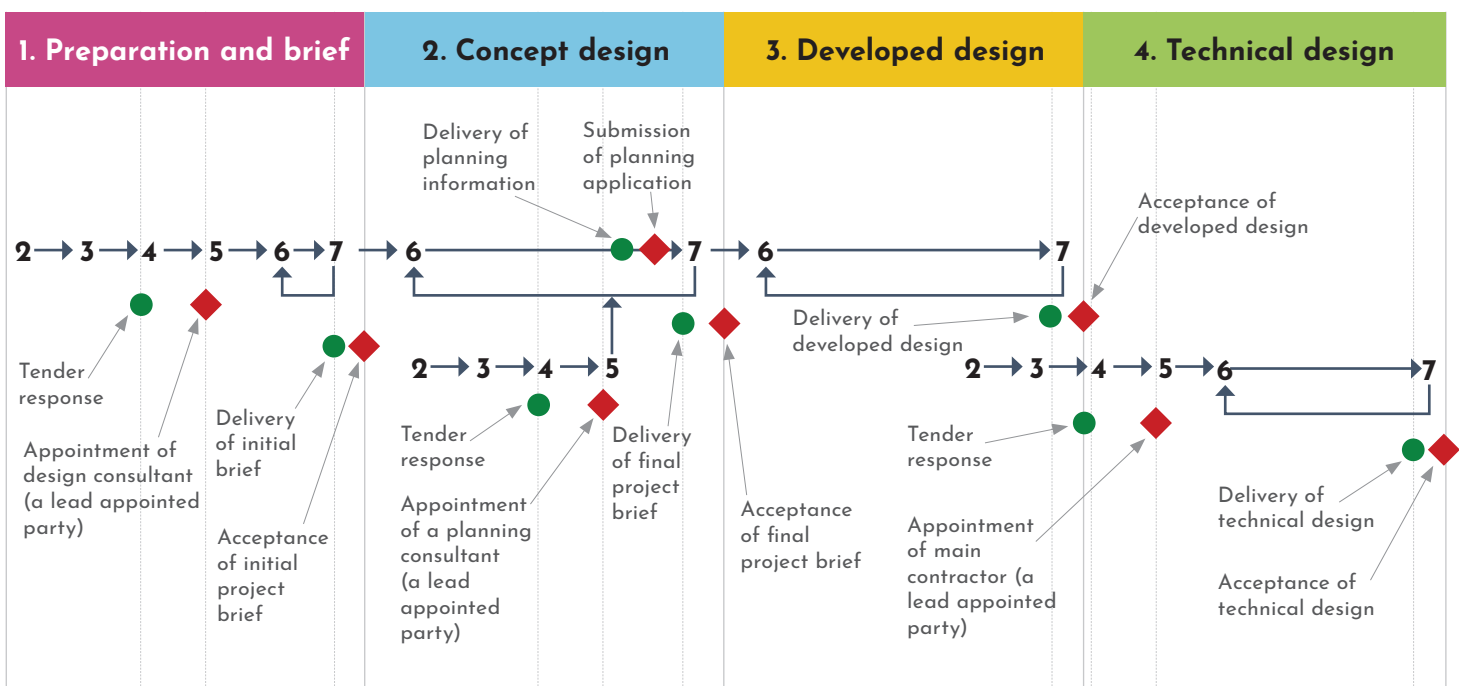 1. Preparation and brief
2. Concept design
3. Developed design
4. Technical design
Delivery of
planning
information
Submission
of planning
application
Acceptance of
developed design
2 3 4 5 6 7 6 7 6 7
Tender
response
Appointment of
design consultant
(a lead appointed
party)
Delivery
of initial
brief
Acceptance
of initial
project
brief
2 3 4 5
Tender
response
Appointment
of a planning
consultant
(a lead
appointed
party)
Delivery
of final
project
brief
Acceptance
of final
project brief
Delivery of
developed design
2 3 4 5 6 7
Tender
response
Appointment
of main
contractor (a
lead appointed
party)
Delivery of
technical design
Acceptance of
technical design